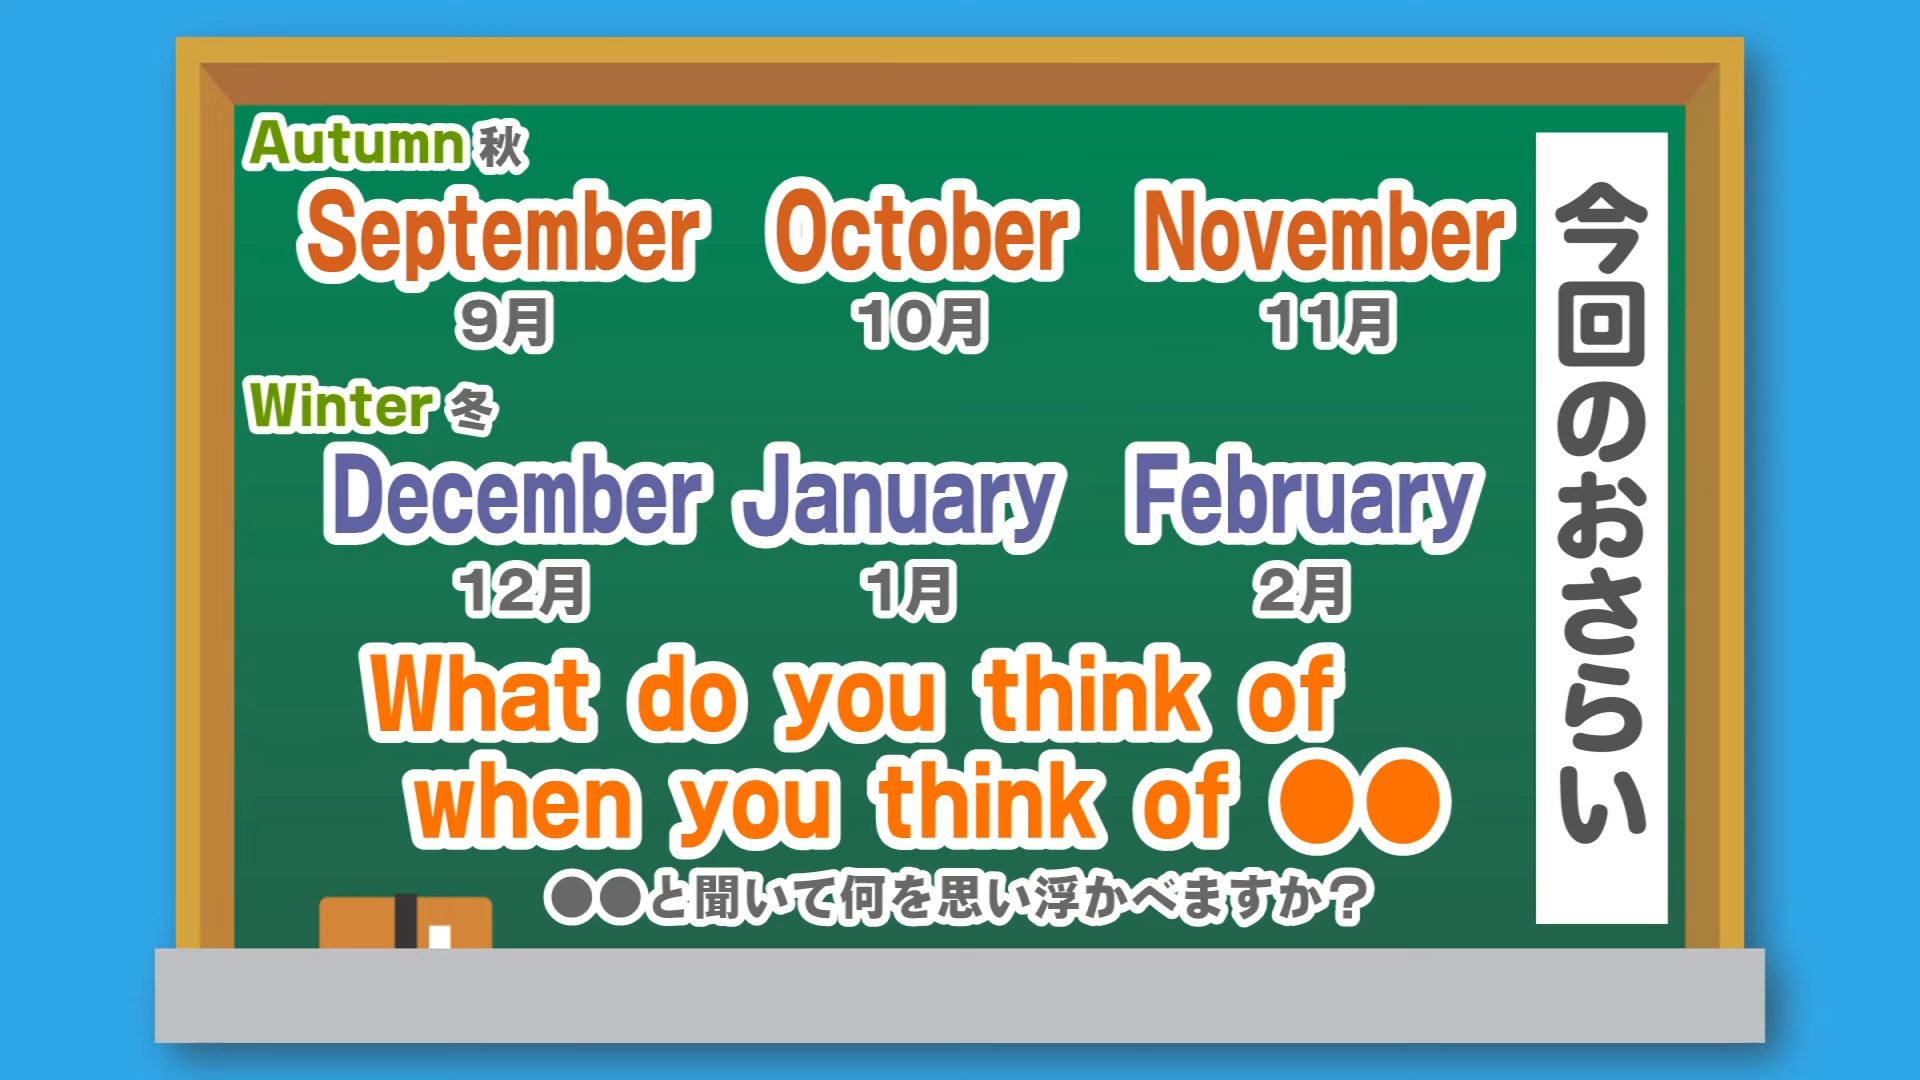 今回のおさらい
Autumn 秋
September October November
9月 10月 11月
Winter 冬
December January February
12月 1月 2月
What do you think of
when you think of ●●
●●と聞いて何を思い浮かべますか？